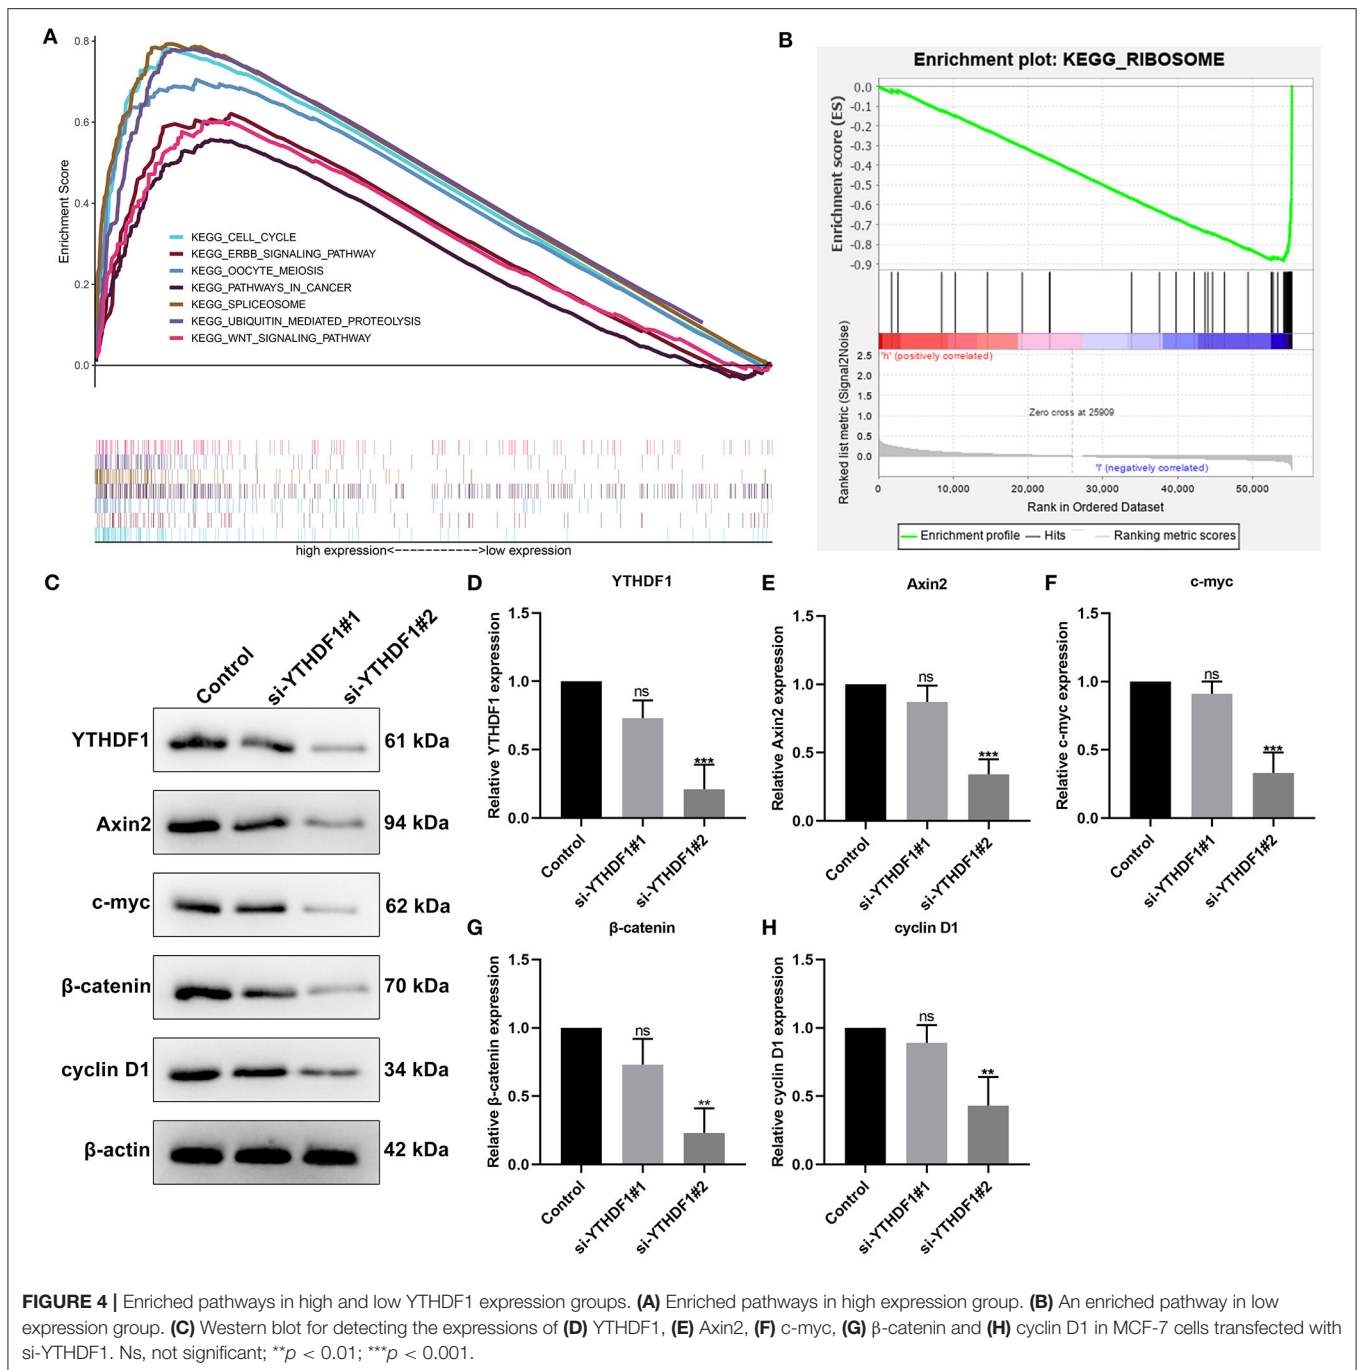 A
0.8
0.6
0.4
0.2
0.0
Enrichment Score
KEGG_CELL_CYCLE
KEGG_ERBB_SIGNALING_PATHWAY
KEGG_OOCYTE_MEIOSIS
KEGG_PATHWAYS_IN_CANCER
KEGG_SPLICEOSOME
KEGG_UBIQUITIN_MEDIATED_PROTEOLYSIS
KEGG_WNT_SIGNALING_PATHWAY
high expression<------------>low expression
B
Enrichment plot: KEGG_RIBOSOME
0.0
-0.1
-0.2
-0.3
-0.4
-0.5
-0.6
-0.7
-0.8
-0.9
Enrichment score (ES)
'h' (positively correlated)
2.5
2.0
1.5
1.0
0.5
0.0
Ranked list metric (Signal2Noise)
Zero cross at 25909
'l' (negatively correlated)
0 10,000 20,000 30,000 40,000 50,000
Rank in Ordered Dataset
Enrichment profile Hits Ranking metric scores
C
Control
si-YTHDF1#1
si-YTHDF1#2
YTHDF1 61 kDa
Axin2 94 kDa
c-myc 62 kDa
β-catenin 70 kDa
cyclin D1 34 kDa
β-actin 42 kDa
D
YTHDF1
Relative YTHDF1 expression
1.5
1.0
0.5
0.0
ns
***
Control
si-YTHDF1#1
si-YTHDF1#2
E
Axin2
Relative Axin2 expression
1.5
1.0
0.5
0.0
ns
***
Control
si-YTHDF1#1
si-YTHDF1#2
F
c-myc
Relative c-myc expression
1.5
1.0
0.5
0.0
ns
***
Control
si-YTHDF1#1
si-YTHDF1#2
G
β-catenin
Relative β-catenin expression
1.5
1.0
0.5
0.0
ns
**
Control
si-YTHDF1#1
si-YTHDF1#2
H
cyclin D1
Relative cyclin D1 expression
1.5
1.0
0.5
0.0
ns
**
Control
si-YTHDF1#1
si-YTHDF1#2
FIGURE 4 | Enriched pathways in high and low YTHDF1 expression groups. (A) Enriched pathways in high expression group. (B) An enriched pathway in low
expression group. (C) Western blot for detecting the expressions of (D) YTHDF1, (E) Axin2, (F) c-myc, (G) β-catenin and (H) cyclin D1 in MCF-7 cells transfected with
si-YTHDF1. Ns, not significant; **p < 0.01; ***p < 0.001.